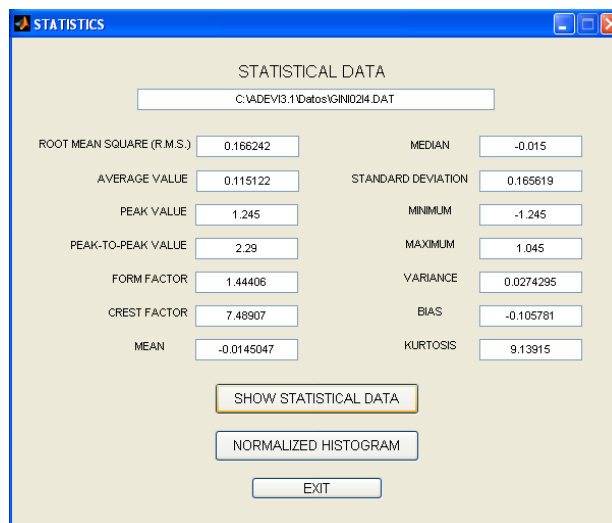 STATISTICS
STATISTICAL DATA
C:\ADEVI3.1\Datos\GINI02I4.DAT
ROOT MEAN SQUARE (R.M.S.) 0.166242 MEDIAN -0.015
AVERAGE VALUE 0.115122 STANDARD DEVIATION 0.165619
PEAK VALUE 1.245 MINIMUM -1.245
PEAK-TO-PEAK VALUE 2.29 MAXIMUM 1.045
FORM FACTOR 1.44406 VARIANCE 0.0274295
CREST FACTOR 7.48907 BIAS -0.105781
MEAN -0.0145047 KURTOSIS 9.13915
SHOW STATISTICAL DATA
NORMALIZED HISTOGRAM
EXIT